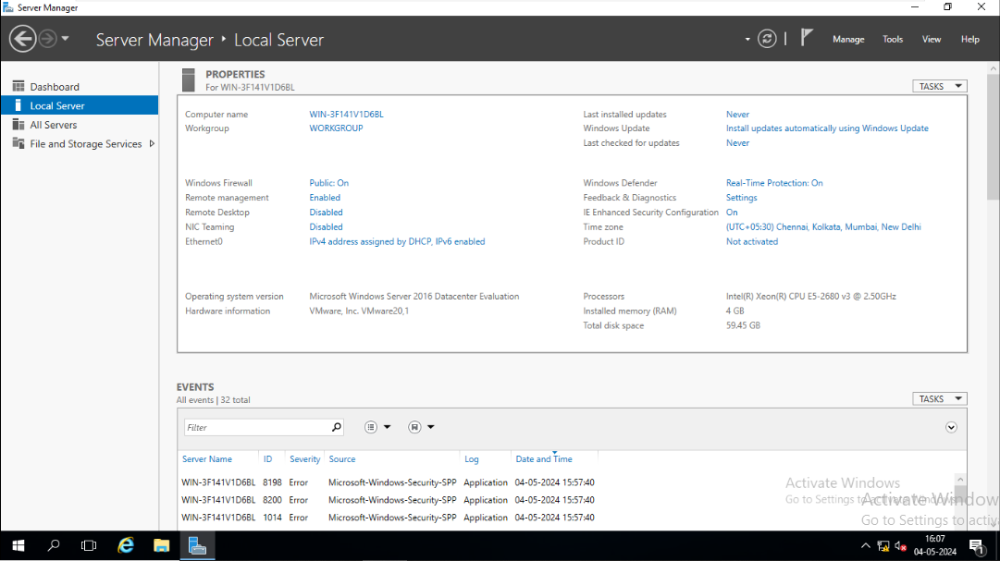 Server Manager
Server Manager ‣ Local Server
Manage Tools View Help
Dashboard
Local Server
All Servers
File and Storage Services
PROPERTIES
For WIN-3F141V1D6BL
TASKS
Computer name WIN-3F141V1D6BL Last installed updates Never
Workgroup WORKGROUP Windows Update Install updates automatically using Windows Update
Last checked for updates Never
Windows Firewall Public: On Windows Defender Real-Time Protection: On
Remote management Enabled Feedback & Diagnostics Settings
Remote Desktop Disabled IE Enhanced Security Configuration On
NIC Teaming Disabled Time zone (UTC+05:30) Chennai, Kolkata, Mumbai, New Delhi
Ethernet0 IPv4 address assigned by DHCP, IPv6 enabled Product ID Not activated
Operating system version Microsoft Windows Server 2016 Datacenter Evaluation Processors Intel(R) Xeon(R) CPU E5-2680 v3 @ 2.50GHz
Hardware information VMware, Inc. VMware20,1 Installed memory (RAM) 4 GB
Total disk space 59.45 GB
EVENTS
All events | 32 total
TASKS
Filter
Server Name ID Severity Source Log Date and Time
WIN-3F141V1D6BL 8198 Error Microsoft-Windows-Security-SPP Application 04-05-2024 15:57:40
WIN-3F141V1D6BL 8200 Error Microsoft-Windows-Security-SPP Application 04-05-2024 15:57:40
WIN-3F141V1D6BL 1014 Error Microsoft-Windows-Security-SPP Application 04-05-2024 15:57:40
Activate Windows
Go to Settings to
Activate Window
Go to Settings to activa
16:07
04-05-2024
1